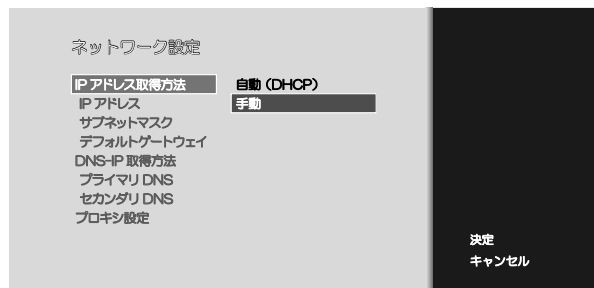 ネットワーク設定
IP アドレス取得方法
自動（DHCP）
IP アドレス
手動
サブネットマスク
デフォルトゲートウェイ
DNS-IP 取得方法
プライマリ DNS
セカンダリ DNS
プロキシ設定
決定
キャンセル